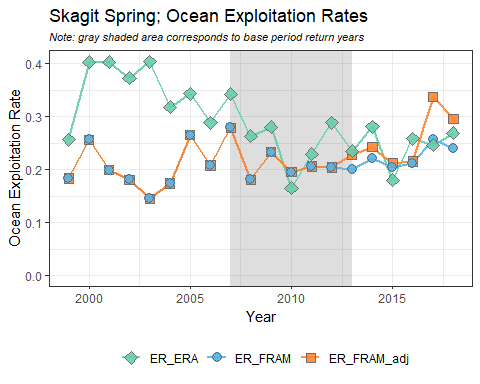 Skagit Spring; Ocean Exploitation Rates
Note: gray shaded area corresponds to base period return years
Ocean Exploitation Rate
0.4
0.3
0.2
0.1
0.0
2000 2005 2010 2015
Year
ER_ERA ER_FRAM ER_FRAM_adj